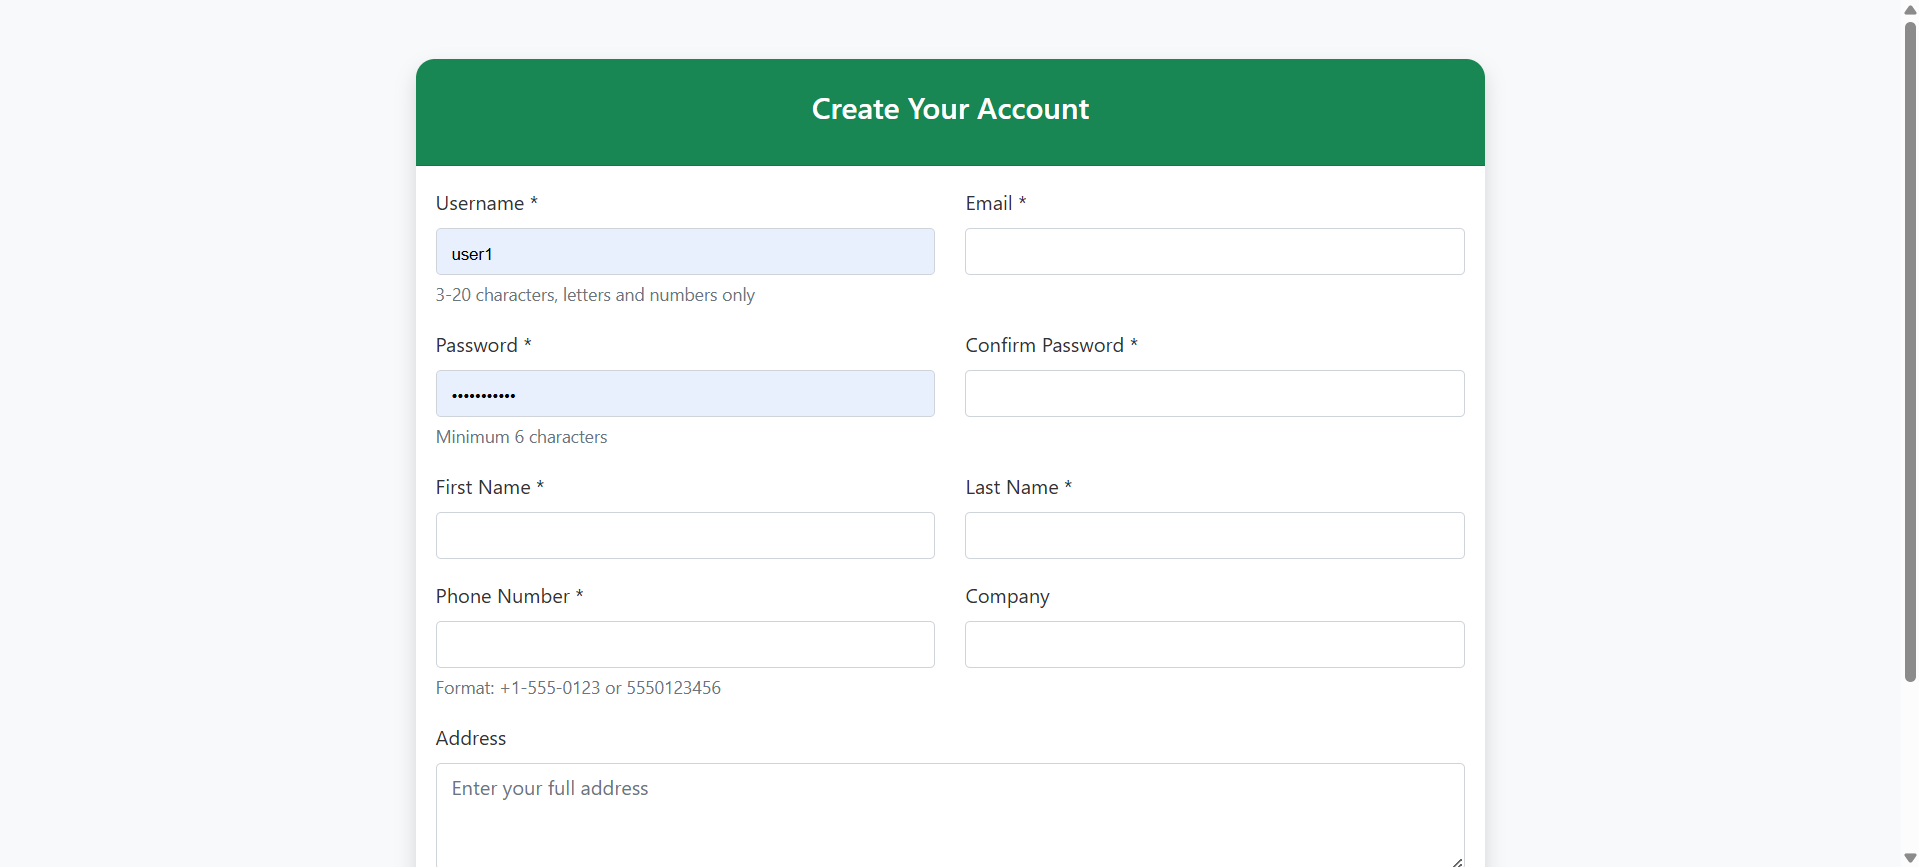 Create Your Account
Username *
Email *
user1
3-20 characters, letters and numbers only
Password *
Confirm Password *
•••••••••••
Minimum 6 characters
First Name *
Last Name *
Phone Number *
Company
Format: +1-555-0123 or 5550123456
Address
Enter your full address